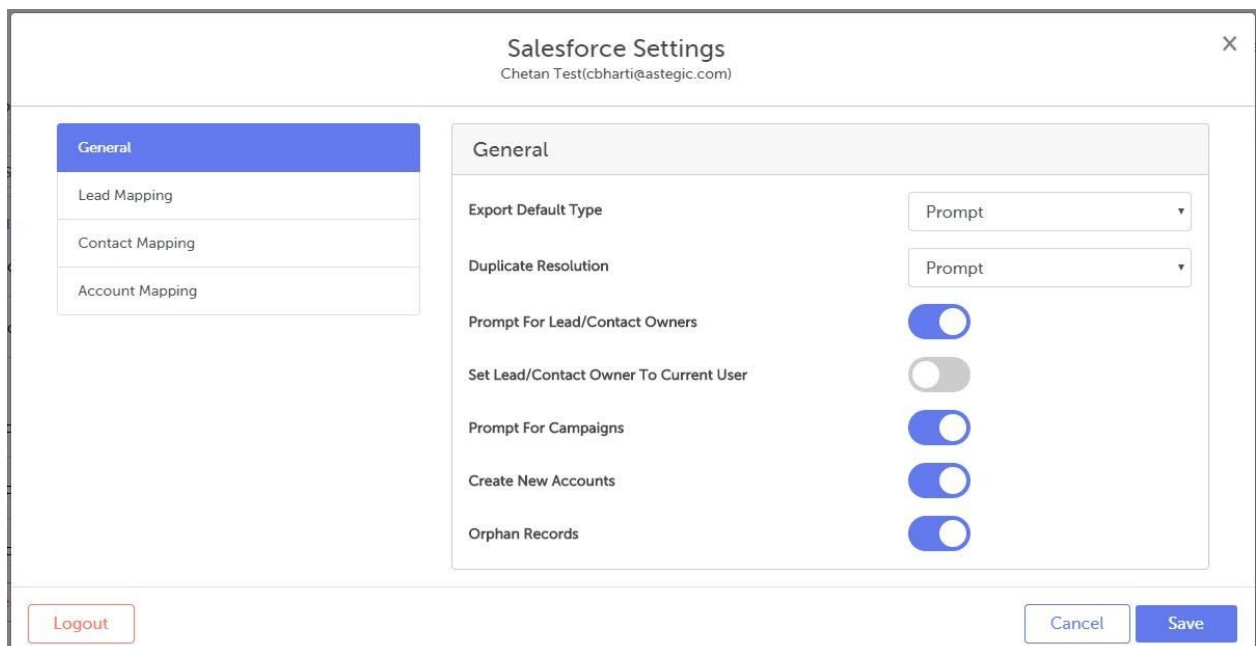 Salesforce Settings
Chetan Test(cbharti@astegic.com)
General
Lead Mapping
Contact Mapping
Account Mapping
General
Export Default Type
Prompt
Duplicate Resolution
Prompt
Prompt For Lead/Contact Owners
Set Lead/Contact Owner To Current User
Prompt For Campaigns
Create New Accounts
Orphan Records
Logout
Cancel
Save